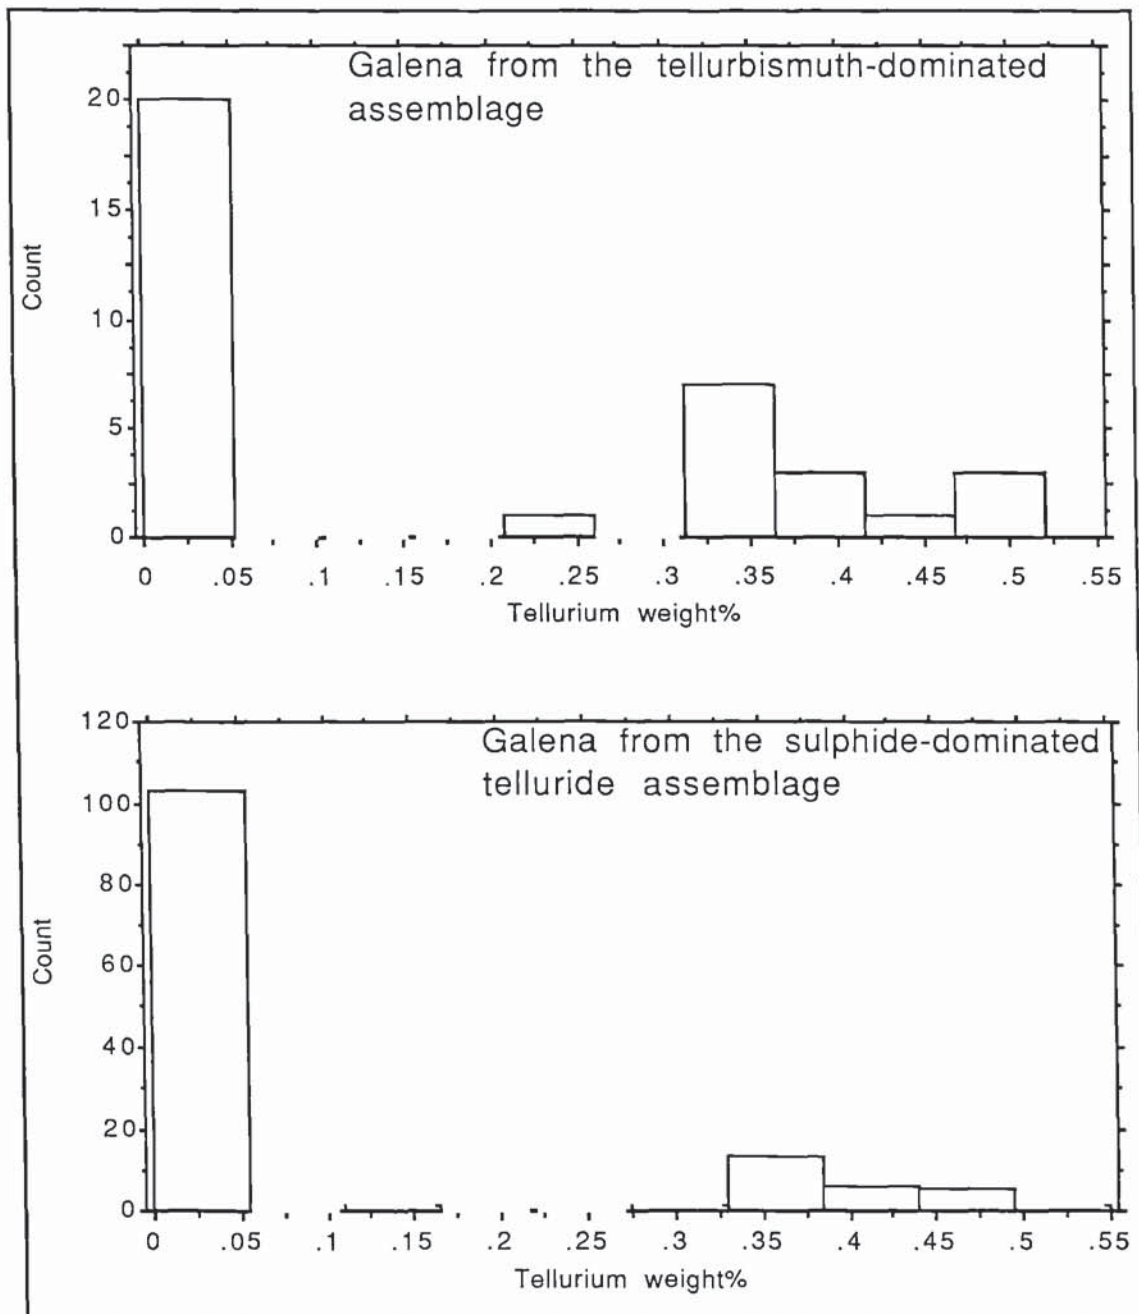 Galena from the tellurbismuth-dominated
assemblage
20
15
10
5
0
Count
0 .05 .1 .15 .2 .25 .3 .35 .4 .45 .5 .55
Tellurium weight%
Galena from the sulphide-dominated
telluride assemblage
120
100
80
60
40
20
0
Count
0 .05 .1 .15 .2 .25 .3 .35 .4 .45 .5 .55
Tellurium weight%